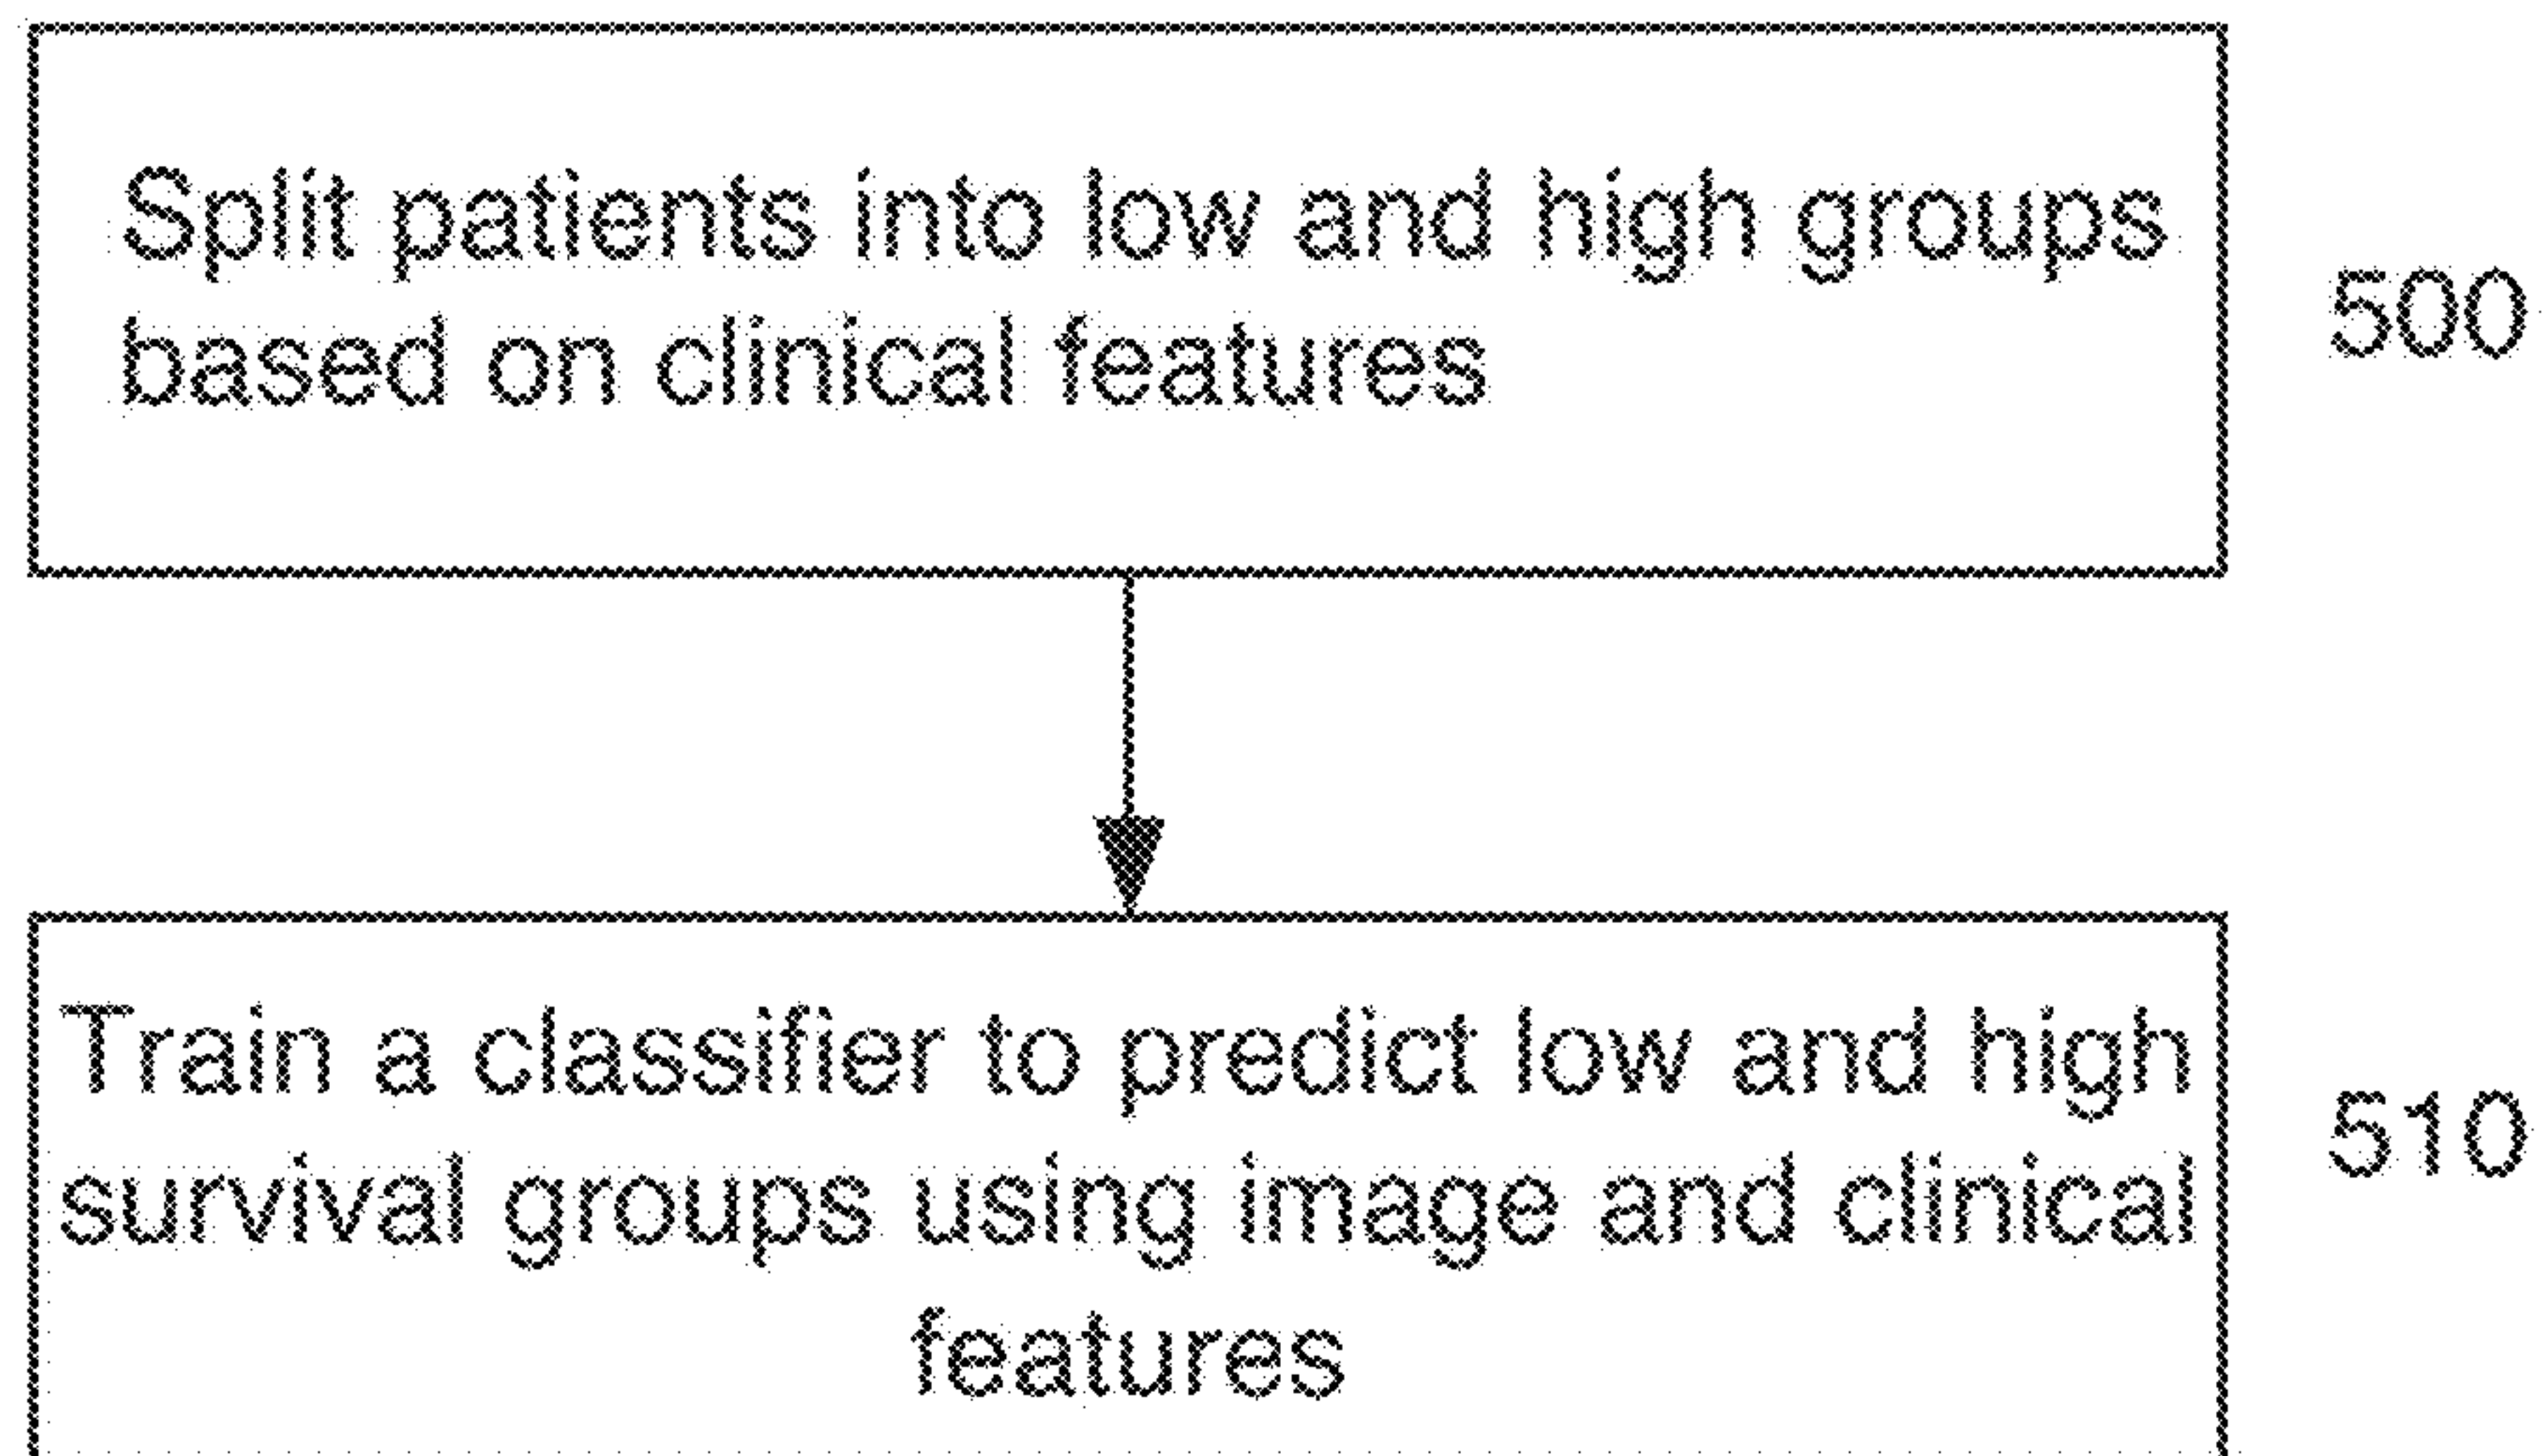 Split patients into low and high groups
based on clinical features
500
Train a classifier to predict low and high
survival groups using image and clinical
features
510